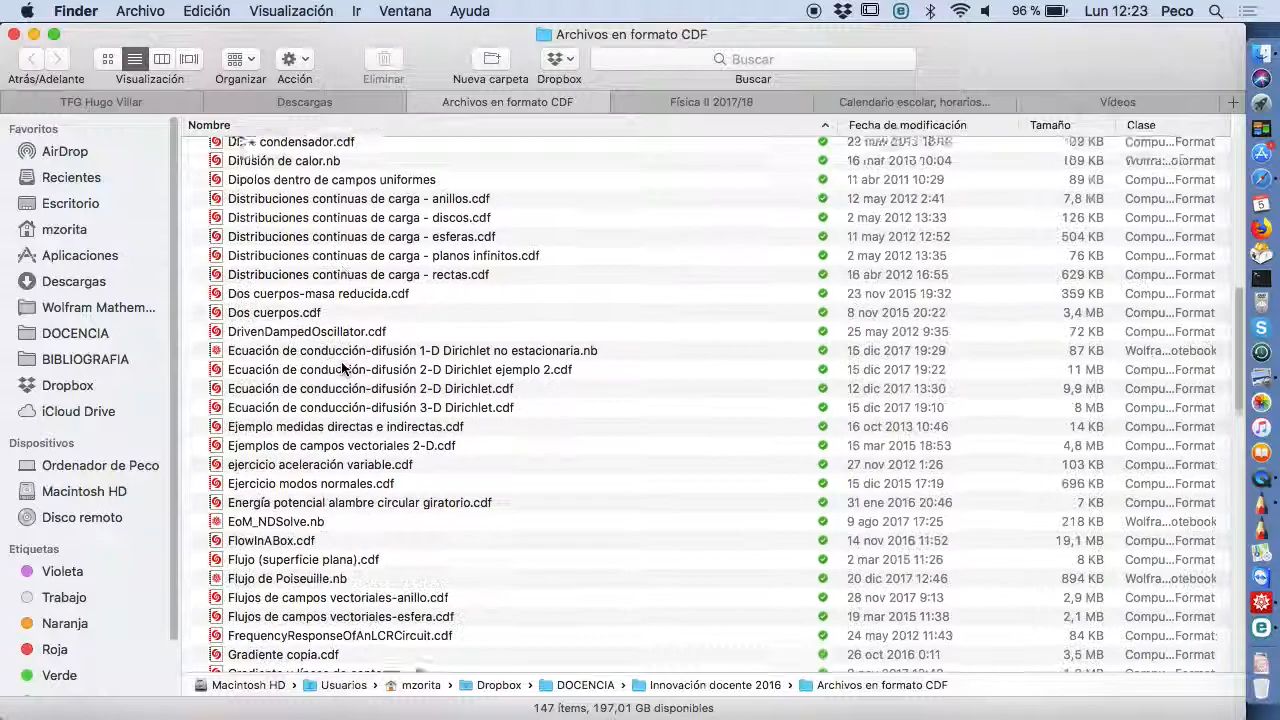 Finder Archivo Edición Visualización Ir Ventana Ayuda 96 % Lun 12:23 Peco
Archivos en formato CDF
Buscar
Atrás/Adelante Visualización Organizar Acción Eliminar Nueva carpeta Dropbox Buscar
TFG Hugo Villar Descargas Archivos en formato CDF Física II 2017/18 Calendario escolar, horarios... Vídeos
Favoritos
AirDrop
Recientes
Escritorio
mzorita
Aplicaciones
Descargas
Wolfram Mathem...
DOCENCIA
BIBLIOGRAFIA
Dropbox
iCloud Drive
Dispositivos
Ordenador de Peco
Macintosh HD
Disco remoto
Etiquetas
Violeta
Trabajo
Naranja
Roja
Verde
Nombre Fecha de modificación Tamaño Clase
condensador.cdf Compu...Format
Difusión de calor.nb 16 mar 2013 10:04 189 KB
Dipolos dentro de campos uniformes 11 abr 2011 10:29 89 KB Compu...Format
Distribuciones continuas de carga - anillos.cdf 12 may 2012 2:41 7,8 MB Compu...Format
Distribuciones continuas de carga - discos.cdf 2 may 2012 13:33 126 KB Compu...Format
Distribuciones continuas de carga - esferas.cdf 11 may 2012 12:52 504 KB Compu...Format
Distribuciones continuas de carga - planos infinitos.cdf 2 may 2012 13:35 76 KB Compu...Format
Distribuciones continuas de carga - rectas.cdf 16 abr 2012 16:55 629 KB Compu...Format
Dos cuerpos-masa reducida.cdf 23 nov 2015 19:32 359 KB Compu...Format
Dos cuerpos.cdf 8 nov 2015 20:22 3,4 MB Compu...Format
DrivenDampedOscillator.cdf 25 may 2012 9:35 72 KB Compu...Format
Ecuación de conducción-difusión 1-D Dirichlet no estacionaria.nb 15 dic 2017 19:29 87 KB Wolfra...otebook
Ecuación de conducción-difusión 2-D Dirichlet ejemplo 2.cdf 15 dic 2017 19:22 11 MB Compu...Format
Ecuación de conducción-difusión 2-D Dirichlet.cdf 12 dic 2017 13:30 9,9 MB Compu...Format
Ecuación de conducción-difusión 3-D Dirichlet.cdf 15 dic 2017 19:10 8 MB Compu...Format
Ejemplo medidas directas e indirectas.cdf 16 oct 2013 10:46 14 KB Compu...Format
Ejemplos de campos vectoriales 2-D.cdf 16 mar 2015 18:53 4,8 MB Compu...Format
ejercicio aceleración variable.cdf 27 nov 2012 1:26 103 KB Compu...Format
Ejercicio modos normales.cdf 15 dic 2015 17:19 696 KB Compu...Format
Energía potencial alambre circular giratorio.cdf 31 ene 2016 20:46 7 KB Compu...Format
EoM_NDSolve.nb 9 ago 2017 17:25 218 KB Wolfra...otebook
FlowInABox.cdf 14 nov 2016 11:52 19,1 MB Compu...Format
Flujo (superficie plana).cdf 2 mar 2015 11:26 8 KB Compu...Format
Flujo de Poiseuille.nb 20 dic 2017 12:46 894 KB Wolfra...otebook
Flujos de campos vectoriales-anillo.cdf 28 nov 2017 9:13 2,9 MB Compu...Format
Flujos de campos vectoriales-esfera.cdf 19 mar 2015 11:38 2,1 MB Compu...Format
FrequencyResponseOfAnLCRCircuit.cdf 24 may 2012 11:43 84 KB Compu...Format
Gradiente copia.cdf 26 oct 2016 0:11 3,5 MB Compu...Format
Macintosh HD Usuarios mzorita Dropbox DOCENCIA Innovación docente 2016 Archivos en formato CDF
147 ítems, 197,01 GB disponibles